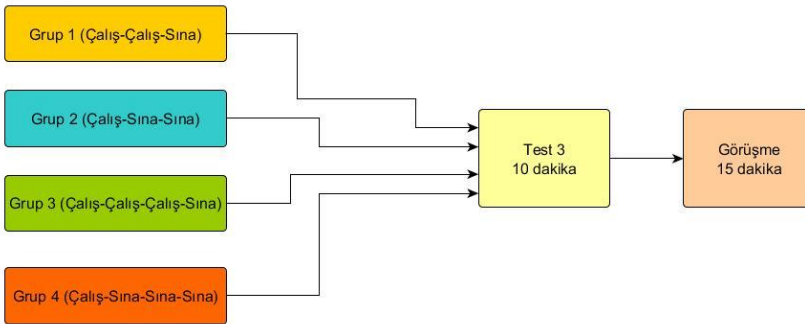 Grup 1 (Çalış-Çalış-Sına)
Grup 2 (Çalış-Sına-Sına)
Grup 3 (Çalış-Çalış-Çalış-Sına)
Grup 4 (Çalış-Sına-Sına-Sına)
Test 3
10 dakika
Görüşme
15 dakika